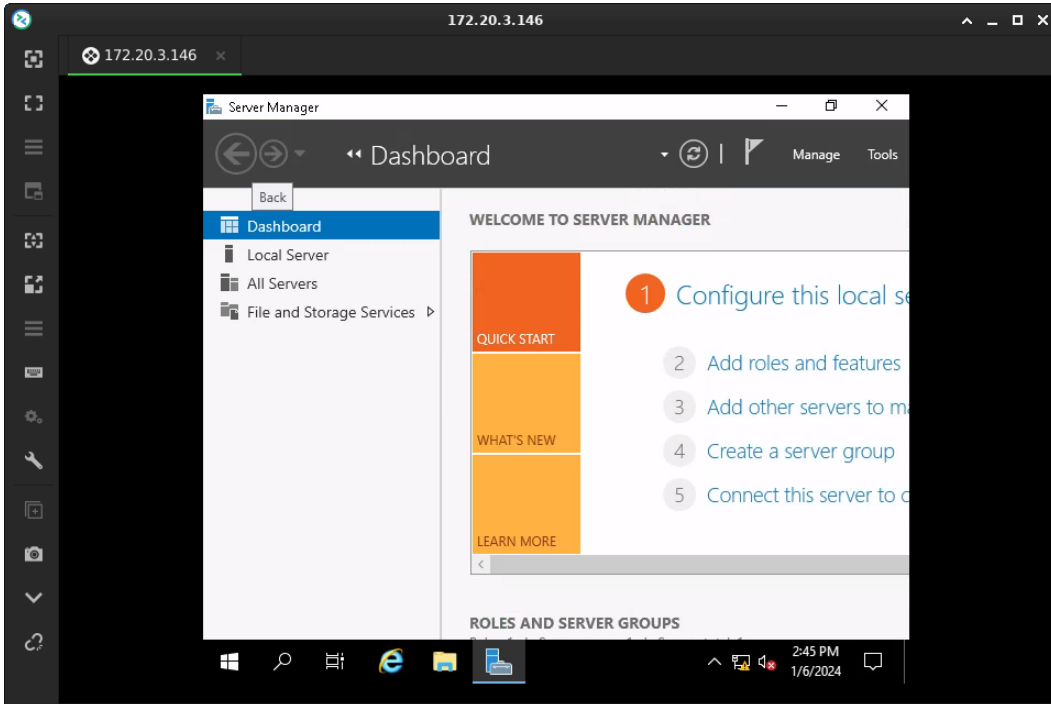 172.20.3.146
172.20.3.146
Server Manager
Dashboard
Manage Tools
Back
Dashboard
Local Server
All Servers
File and Storage Services
WELCOME TO SERVER MANAGER
QUICK START
WHAT'S NEW
LEARN MORE
1 Configure this local se
2 Add roles and features
3 Add other servers to ma
4 Create a server group
5 Connect this server to c
ROLES AND SERVER GROUPS
2:45 PM
1/6/2024